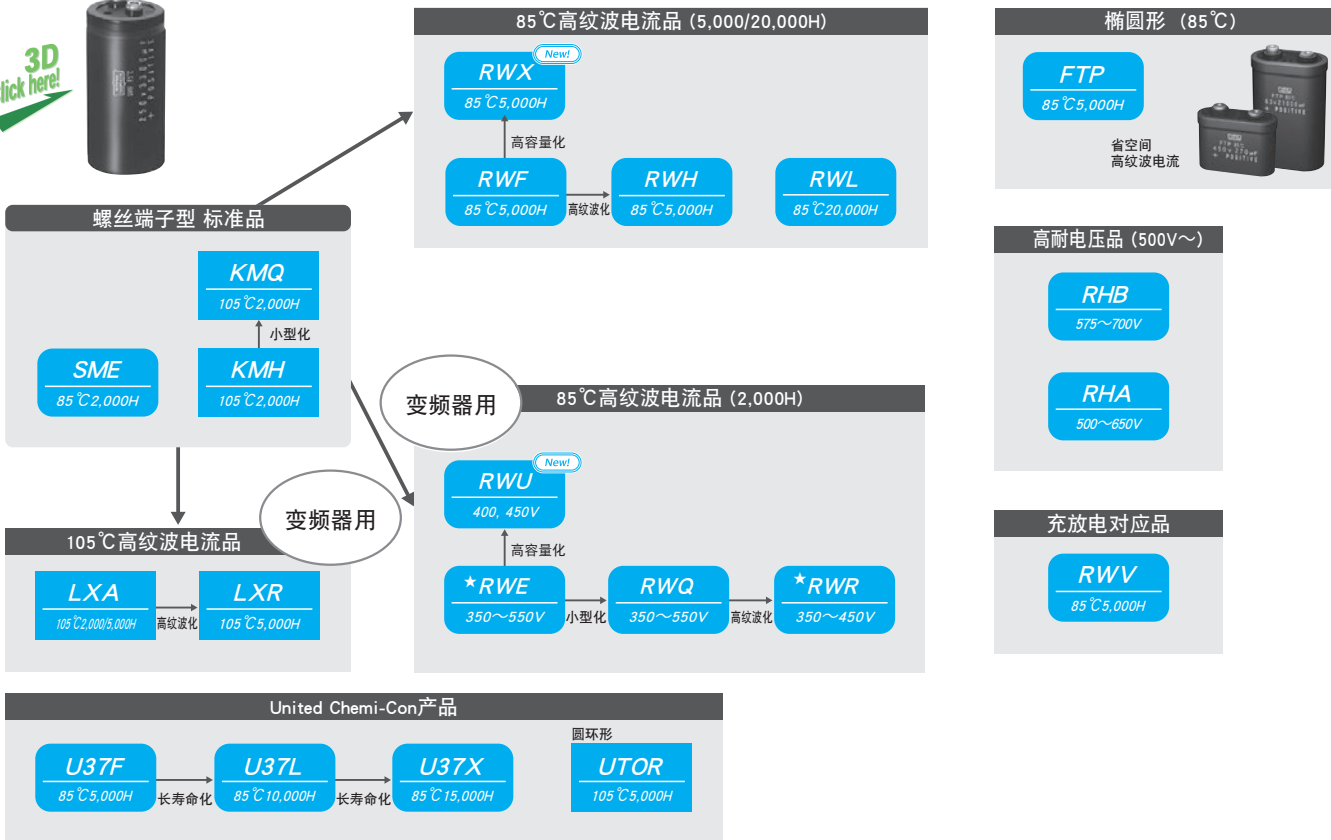 3D
lick here!
85℃高纹波电流品 (5,000/20,000H)
New!
RWX
85℃5,000H
高容量化
RWF
85℃5,000H
高纹波化
RWH
85℃5,000H
RWL
85℃20,000H
椭圆形 (85℃)
FTP
85℃5,000H
省空间
高纹波电流
螺丝端子型 标准品
KMQ
105℃2,000H
小型化
SME
85℃2,000H
KMH
105℃2,000H
高耐电压品 (500V～)
RHB
575～700V
RHA
500～650V
变频器用
85℃高纹波电流品 (2,000H)
New!
RWU
400, 450V
高容量化
★RWE
350～550V
小型化
RWQ
350～550V
高纹波化
★RWR
350～450V
变频器用
105℃高纹波电流品
LXA
105℃2,000/5,000H
高纹波化
LXR
105℃5,000H
充放电对应品
RWV
85℃5,000H
United Chemi-Con产品
U37F
85℃5,000H
长寿命化
U37L
85℃10,000H
长寿命化
U37X
85℃15,000H
圆环形
UTOR
105℃5,000H